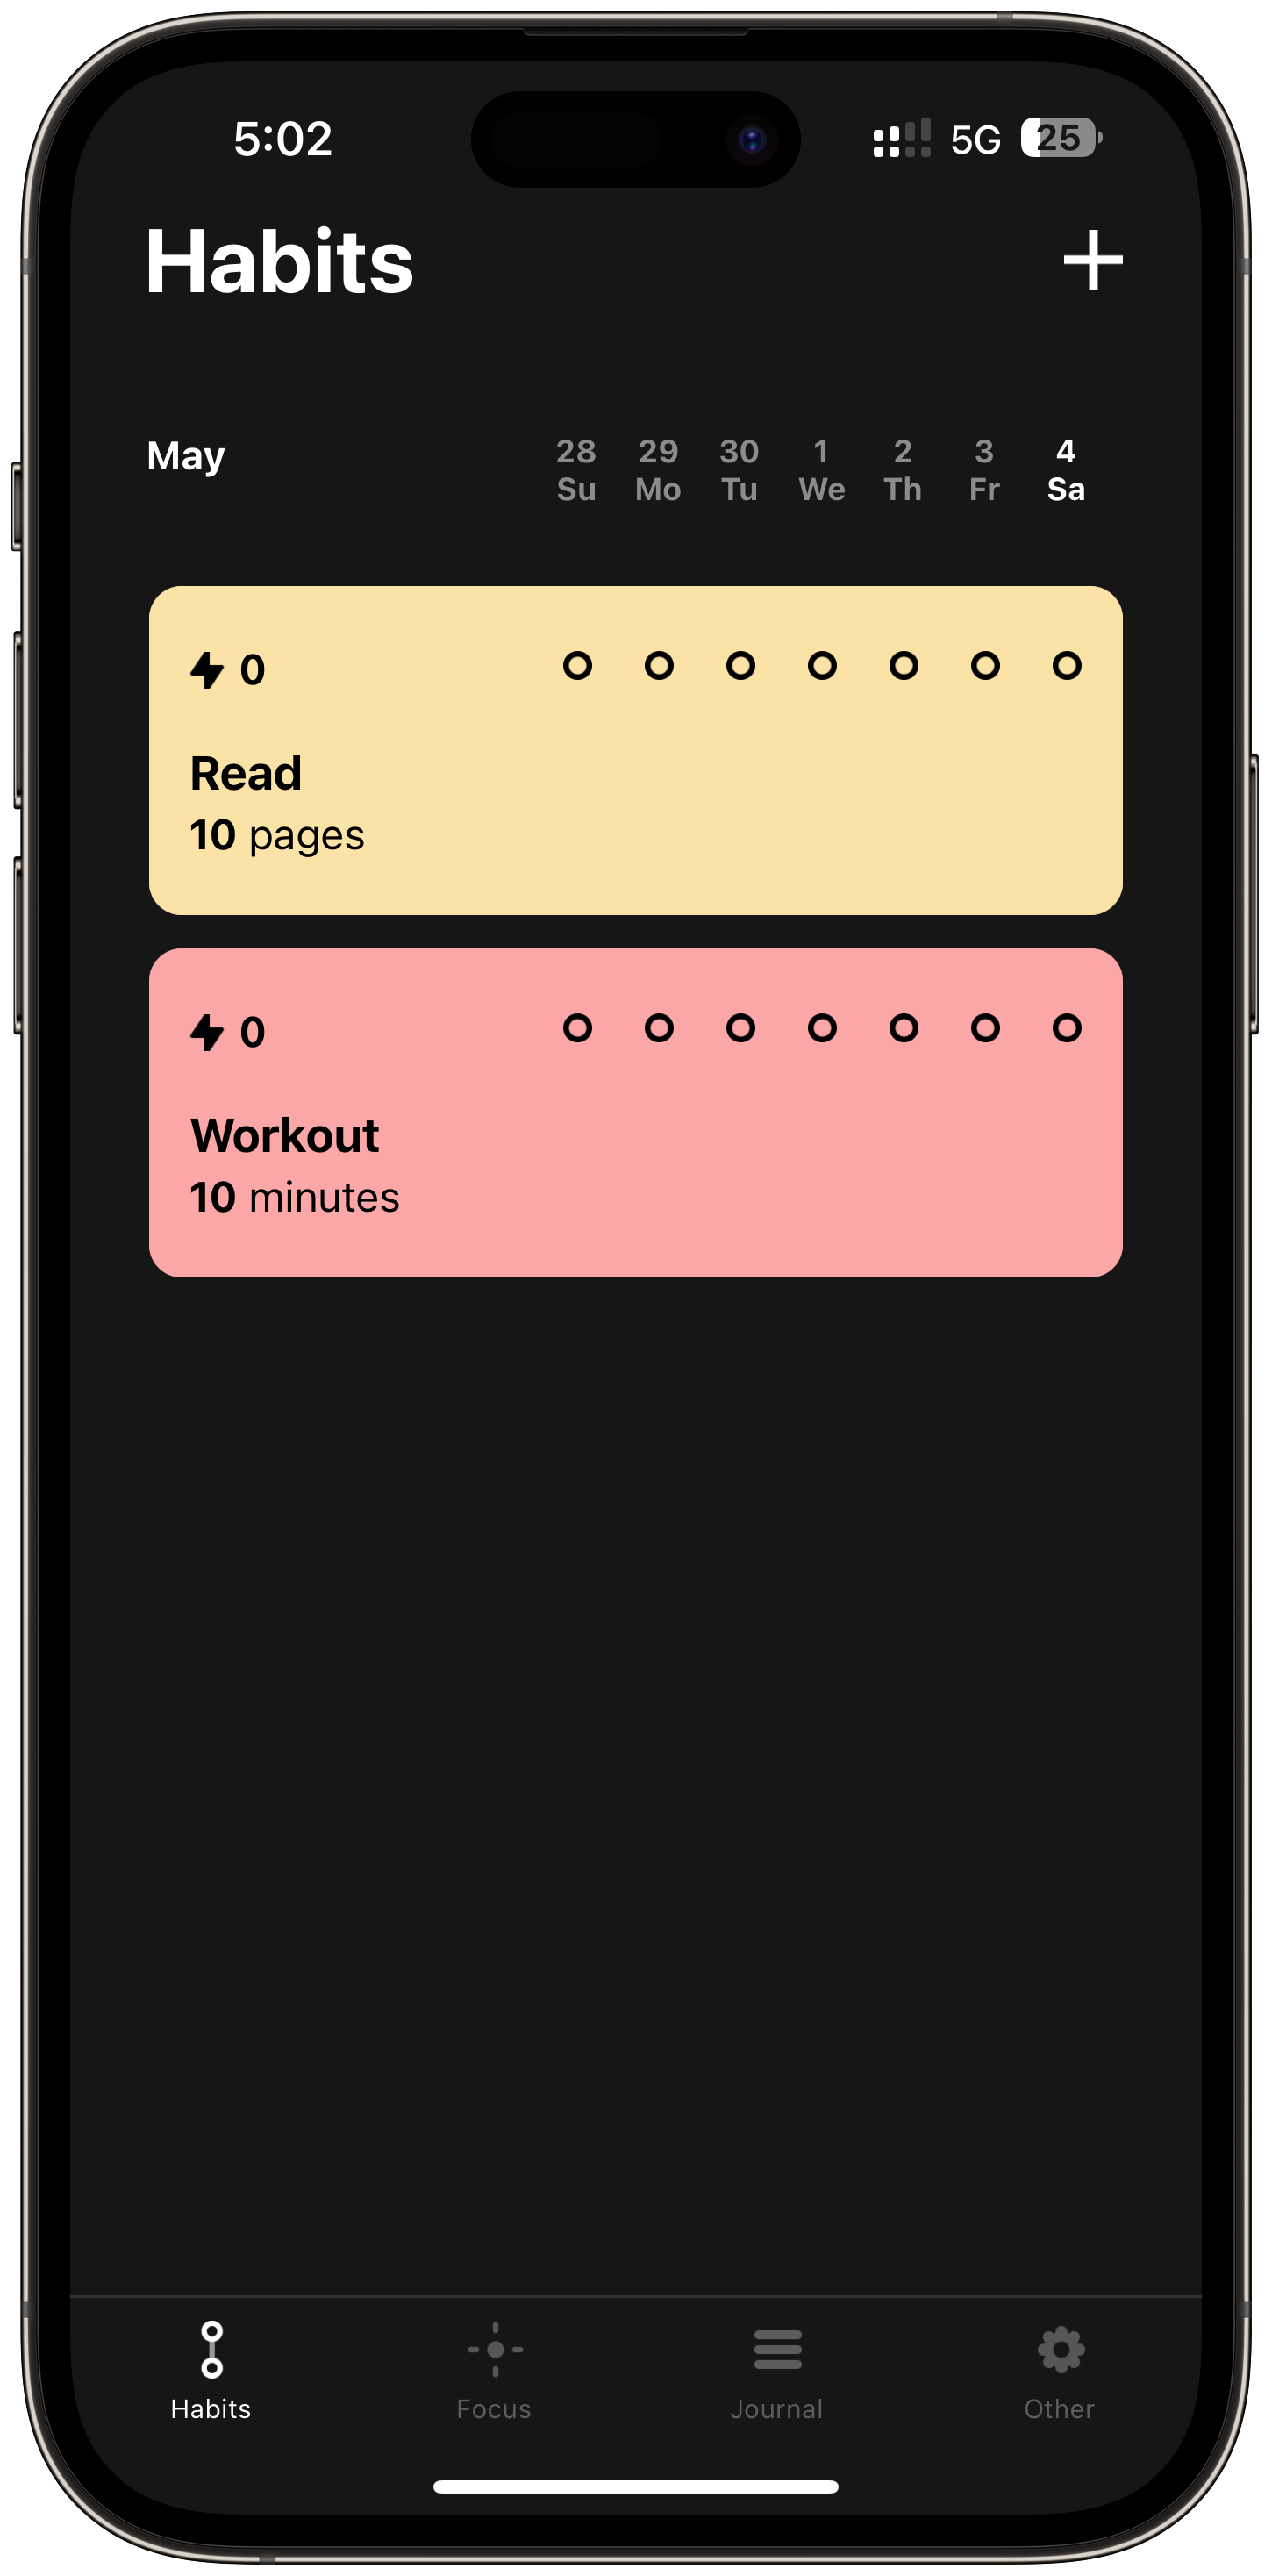 5:02 5G 25
Habits
May
28 29 30 1 2 3 4
Su Mo Tu We Th Fr Sa
0
Read
10 pages
0
Workout
10 minutes
Habits Focus Journal Other